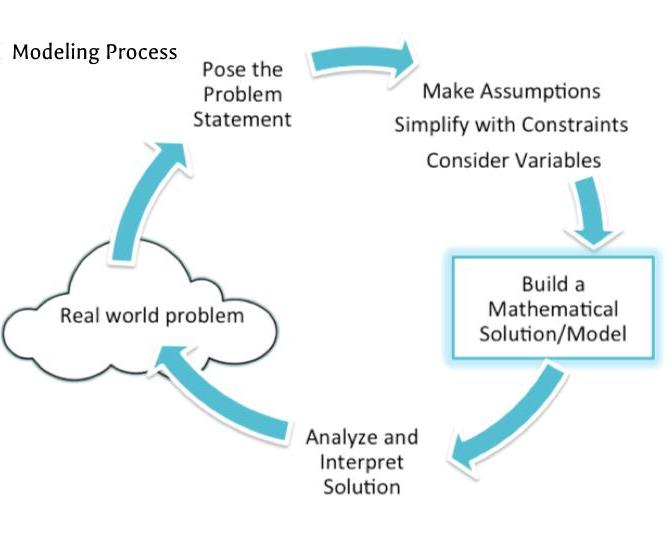 Modeling Process
Pose the
Problem
Statement
Make Assumptions
Simplify with Constraints
Consider Variables
Build a
Mathematical
Solution/Model
Analyze and
Interpret
Solution
Real world problem